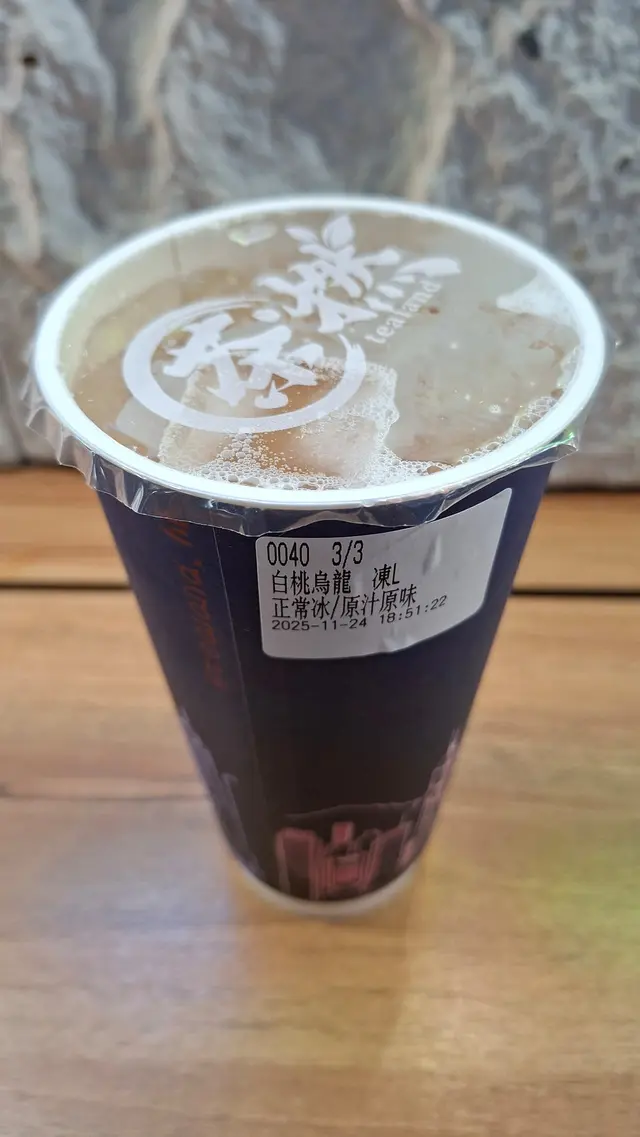 茶
tealand
0040 3/3
白桃烏龍 凍L
正常冰/原汁原味
2025-11-24 18:51:22